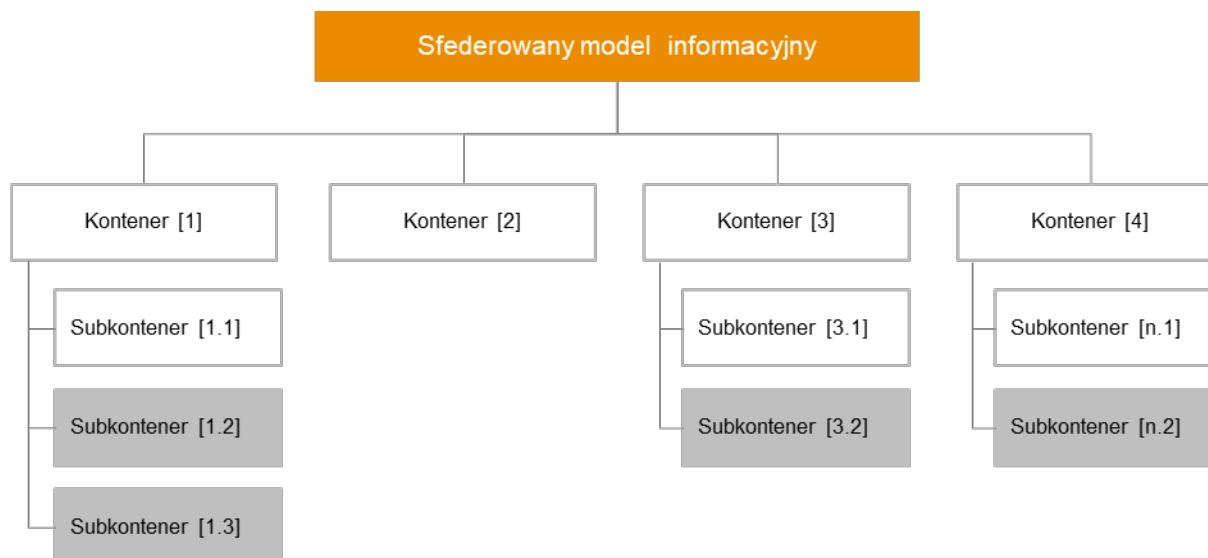 Sfederowany model informacyjny
Kontener [1]
Kontener [2]
Kontener [3]
Kontener [4]
Subkontener [1.1]
Subkontener [3.1]
Subkontener [n.1]
Subkontener [1.2]
Subkontener [3.2]
Subkontener [n.2]
Subkontener [1.3]